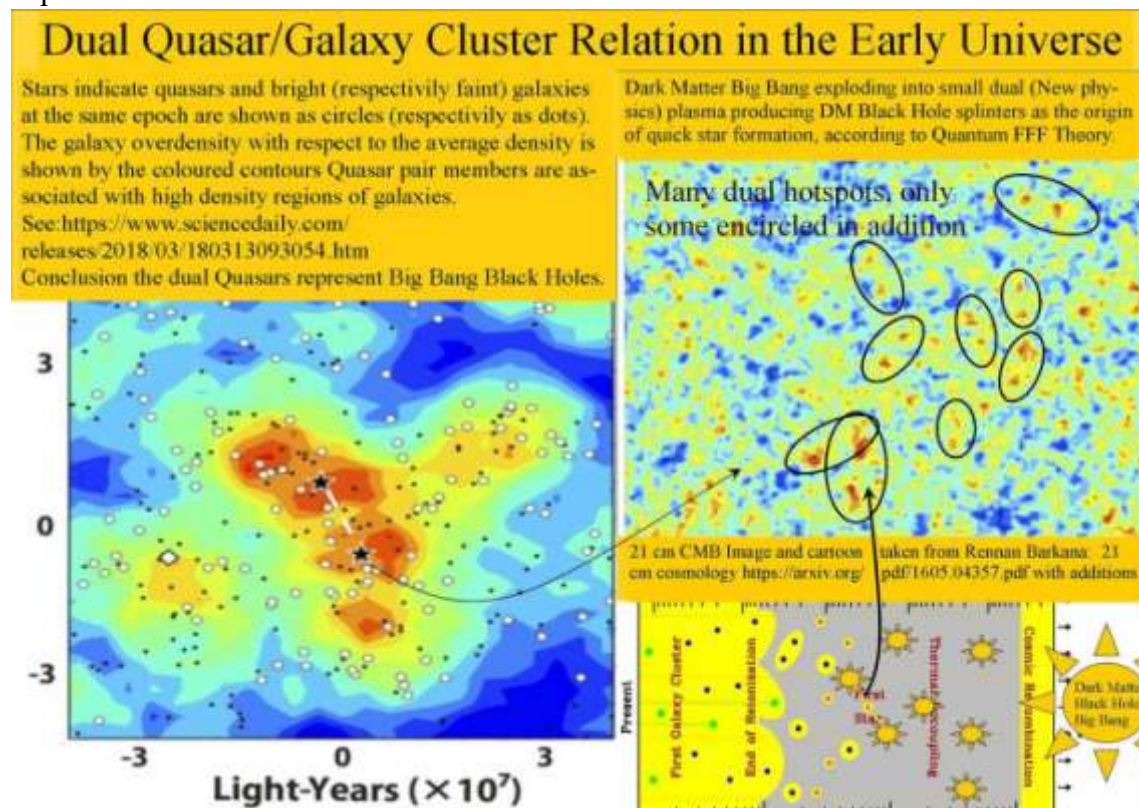 Dual Quasar/Galaxy Cluster Relation in the Early Universe
Stars indicate quasars and bright (respectivily faint) galaxies
at the same epoch are shown as circles (respectivily as dots).
The galaxy overdensity with respect to the average density is
shown by the coloured contours Quasar pair members are as-
sociated with high density regions of galaxies.
See:https://www.sciencedaily.com/
releases/2018/03/180313093054.htm
Conclusion the dual Quasars represent Big Bang Black Holes.
Dark Matter Big Bang exploding into small dual (New phy-
sics) plasma producing DM Black Hole splinters as the origin
of quick star formation, according to Quantum FFF Theory.
Many dual hotspots, only
some encircled in addition
3
0
-3
-3
0
3
Light-Years (×10⁷)
21 cm CMB Image and cartoon taken from Rennan Barkana: 21
cm cosmology https://arxiv.org/ pdf/1605.04357.pdf with additions
Present
First Galaxy Cluster
End of Reionisation
First
Cosmic Recombination
Dark Matter
Black Hole
Big Bang